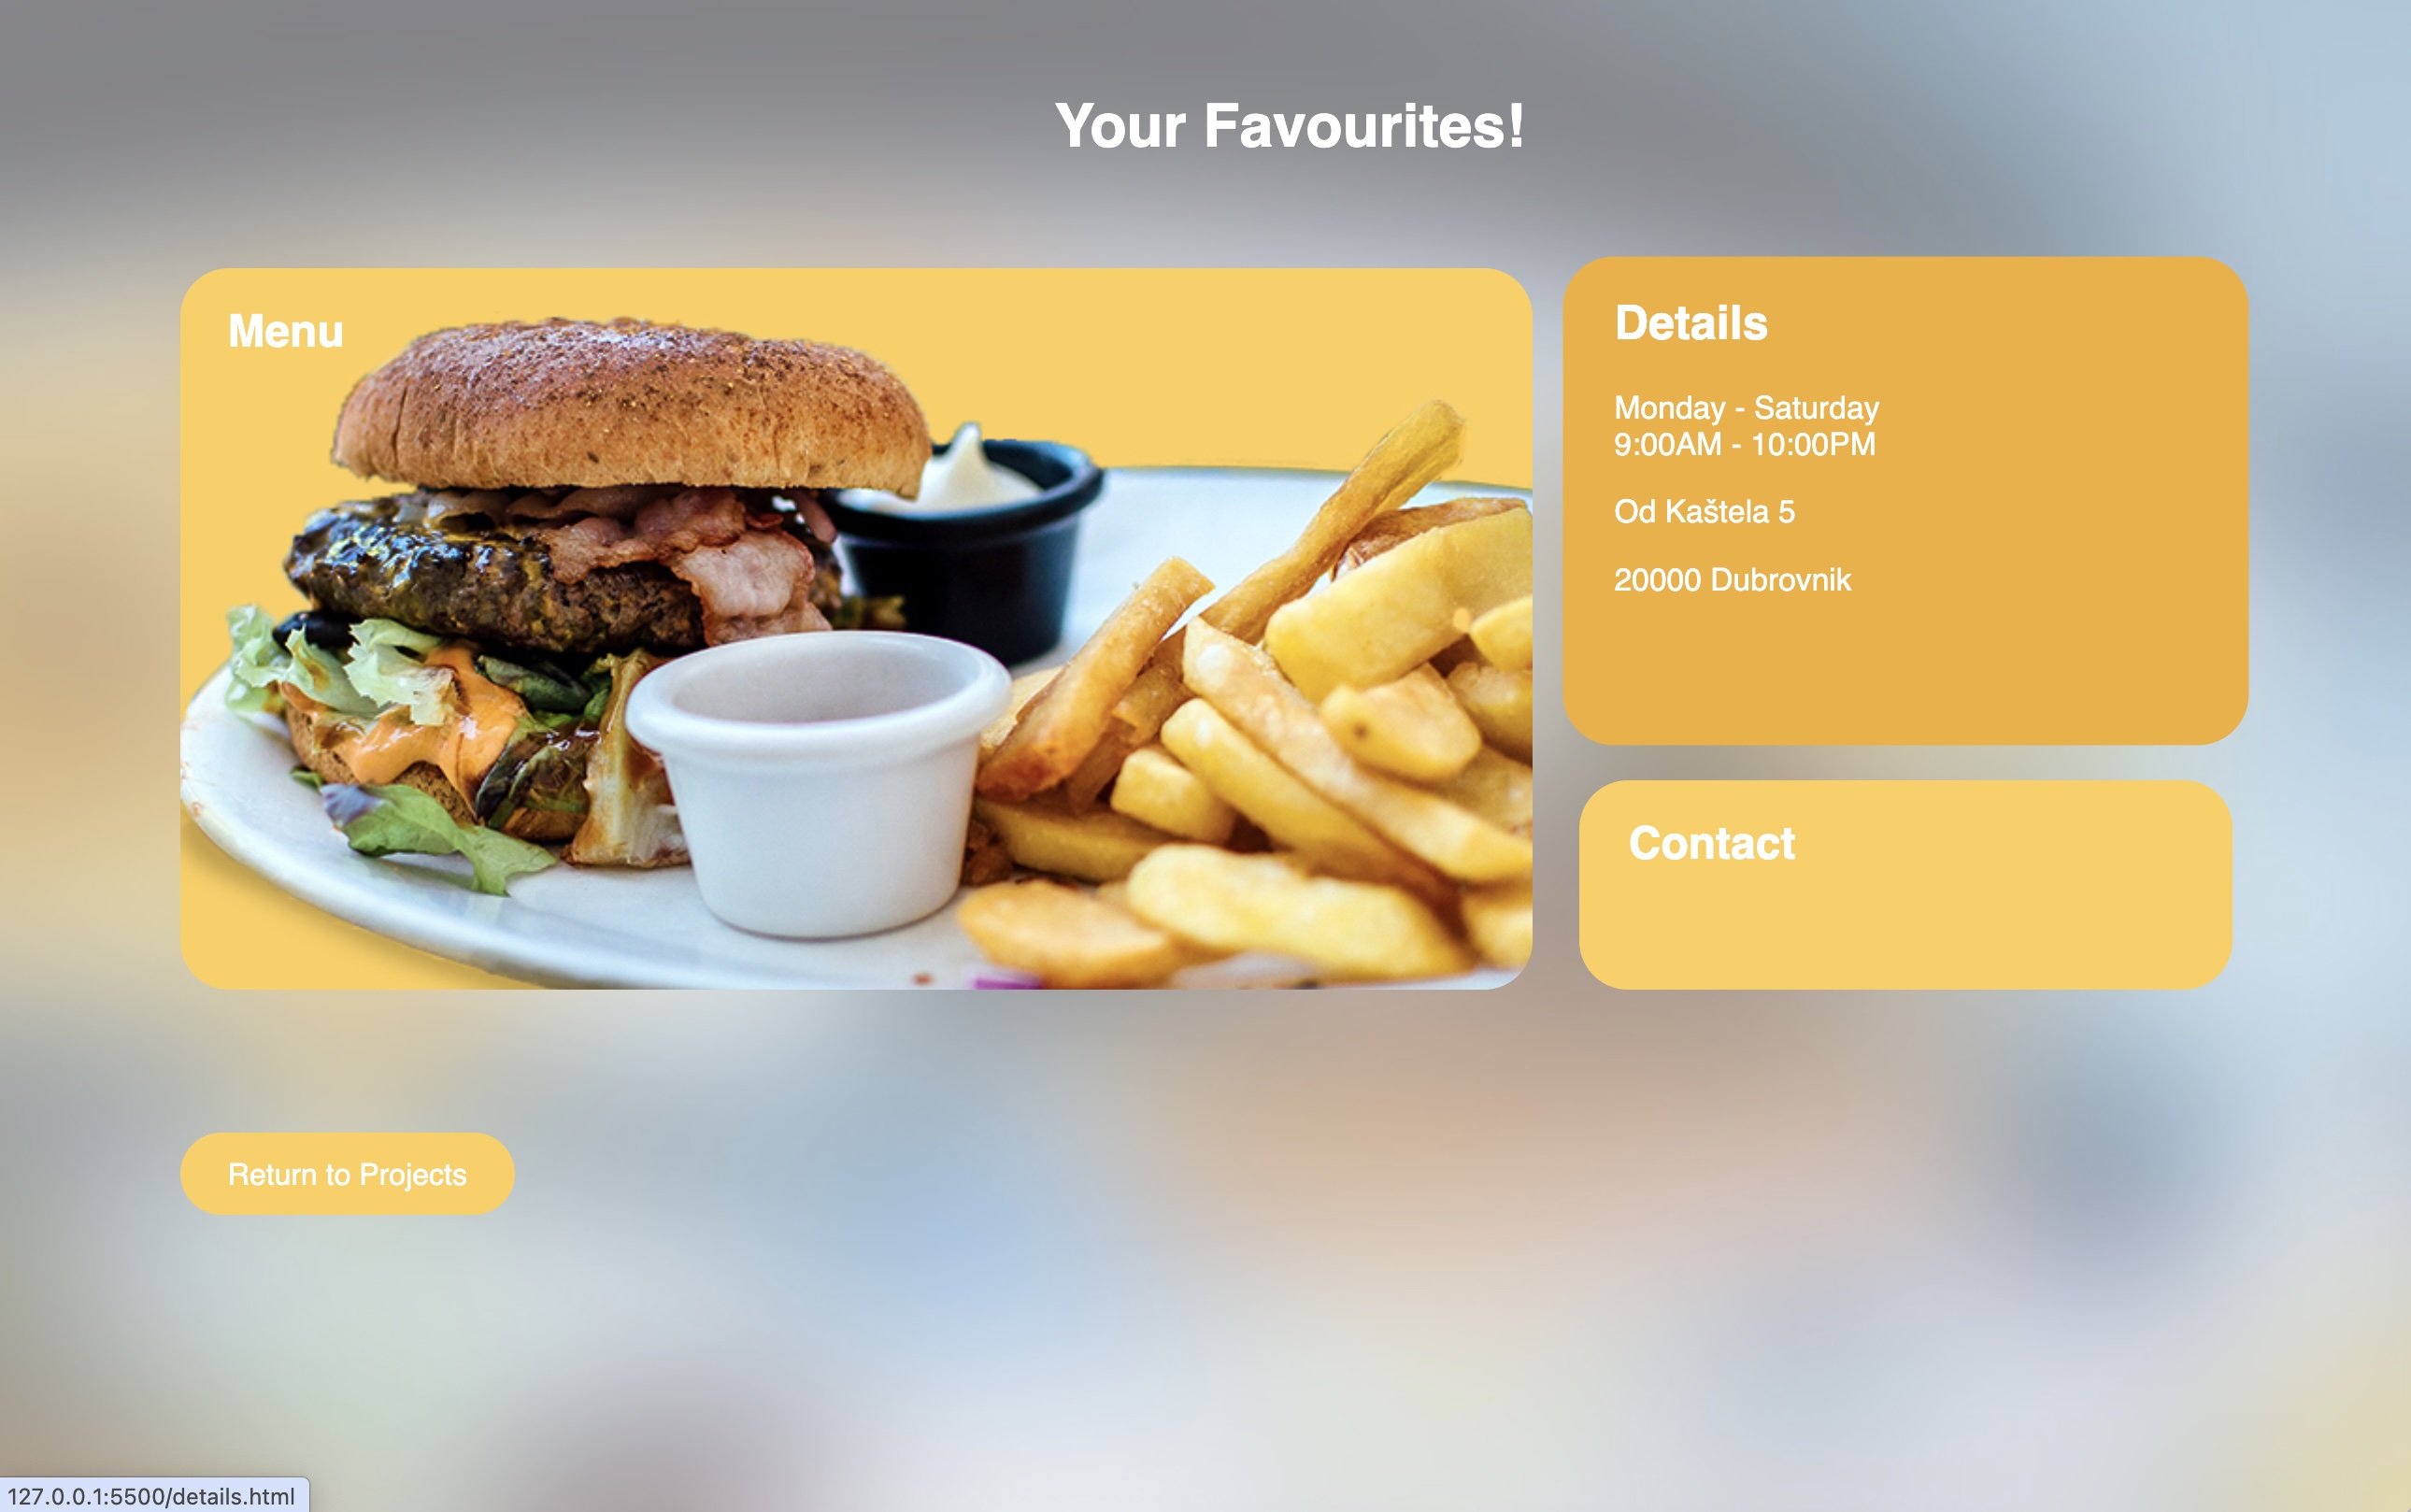 Your Favourites!
Menu
Details
Monday - Saturday
9:00AM - 10:00PM
Od Kaštela 5
20000 Dubrovnik
Contact
Return to Projects
127.0.0.1:5500/details.html